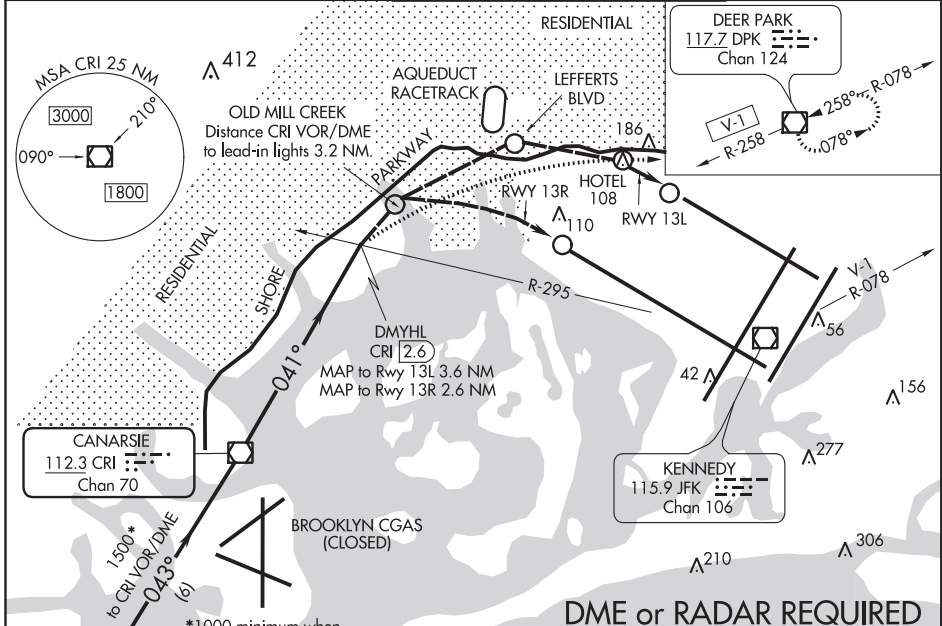 MSA CRI 25 NM
3000
210°
090°
1800
412
RESIDENTIAL
AQUEDUCT
RACETRACK
LEFFERTS
BLVD
OLD MILL CREEK
Distance CRI VOR/DME
to lead-in lights 3.2 NM.
PARKWAY
186
HOTEL
108
RWY 13R
110
RWY 13L
DEER PARK
117.7 DPK
Chan 124
R-078
258°
V-1
R-258
078°
RESIDENTIAL
SHORE
R-295
V-1
R-078
DMYHL
CRI 2.6
MAP to Rwy 13L 3.6 NM
MAP to Rwy 13R 2.6 NM
041°
56
42
156
277
CANARSIE
112.3 CRI
Chan 70
KENNEDY
115.9 JFK
Chan 106
BROOKLYN CGAS
(CLOSED)
1500*
to CRI VOR/DME
043°
(6)
210
306
*1000 minimum when
DME or RADAR REQUIRED